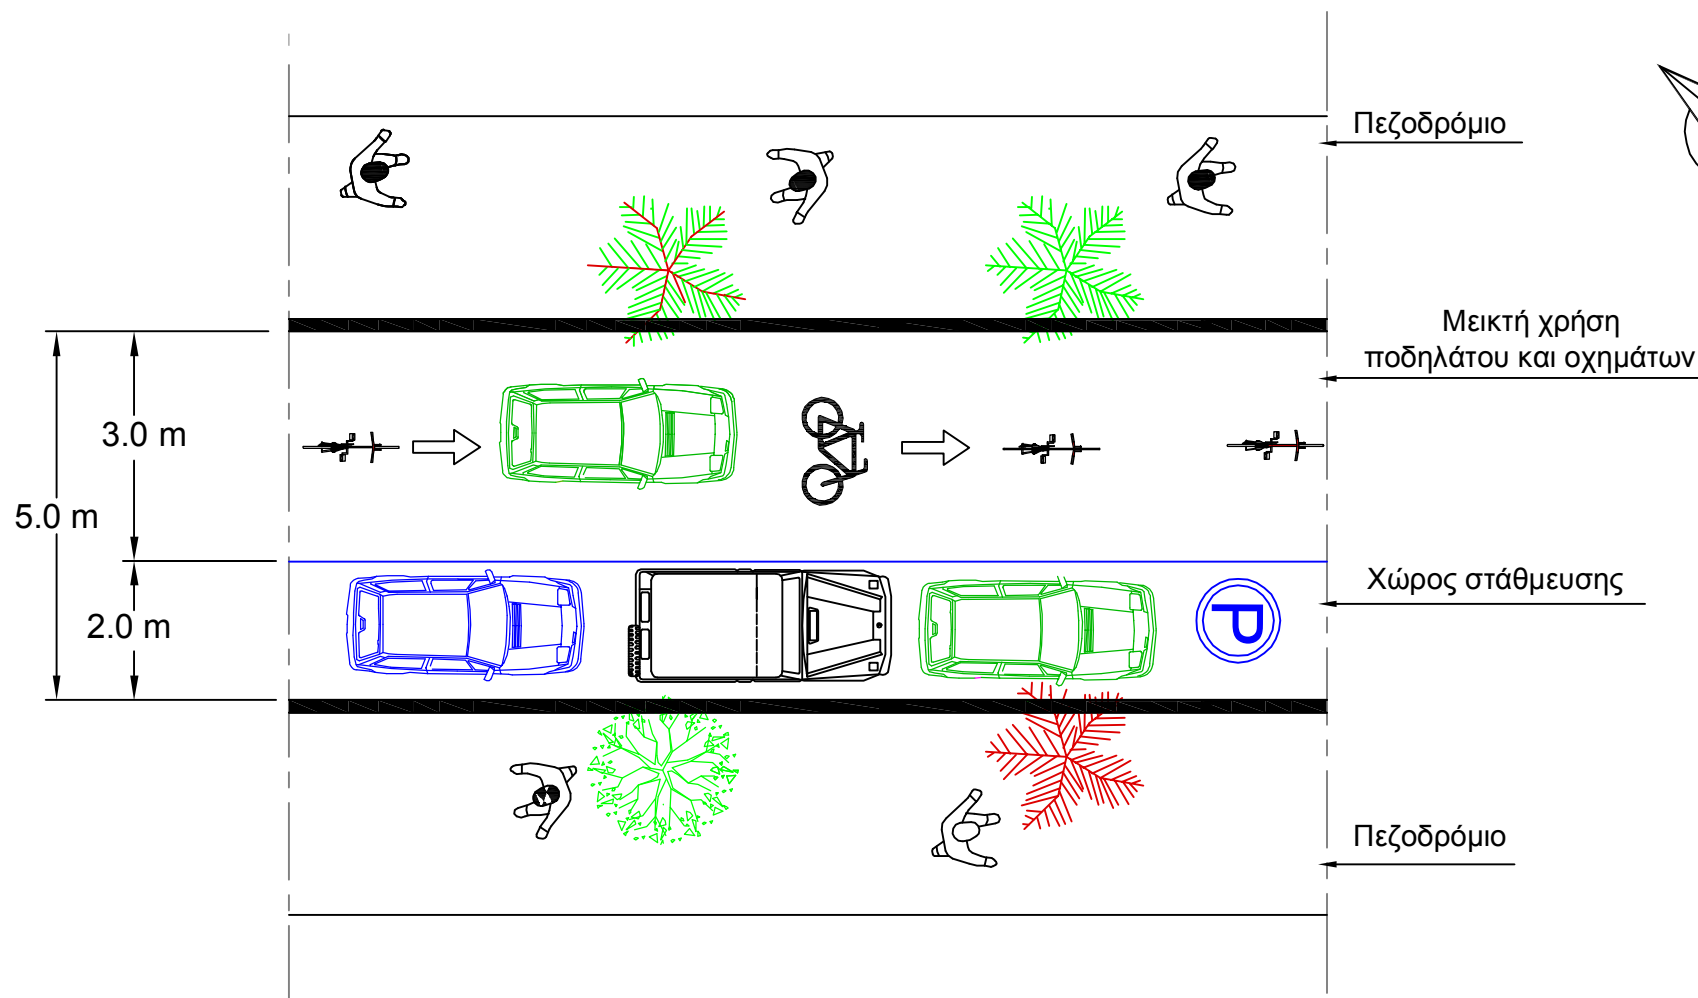 Πεζοδρόμιο
Μεικτή χρήση
ποδηλάτου και οχημάτων
3.0 m
5.0 m
Χώρος στάθμευσης
2.0 m
P
Πεζοδρόμιο